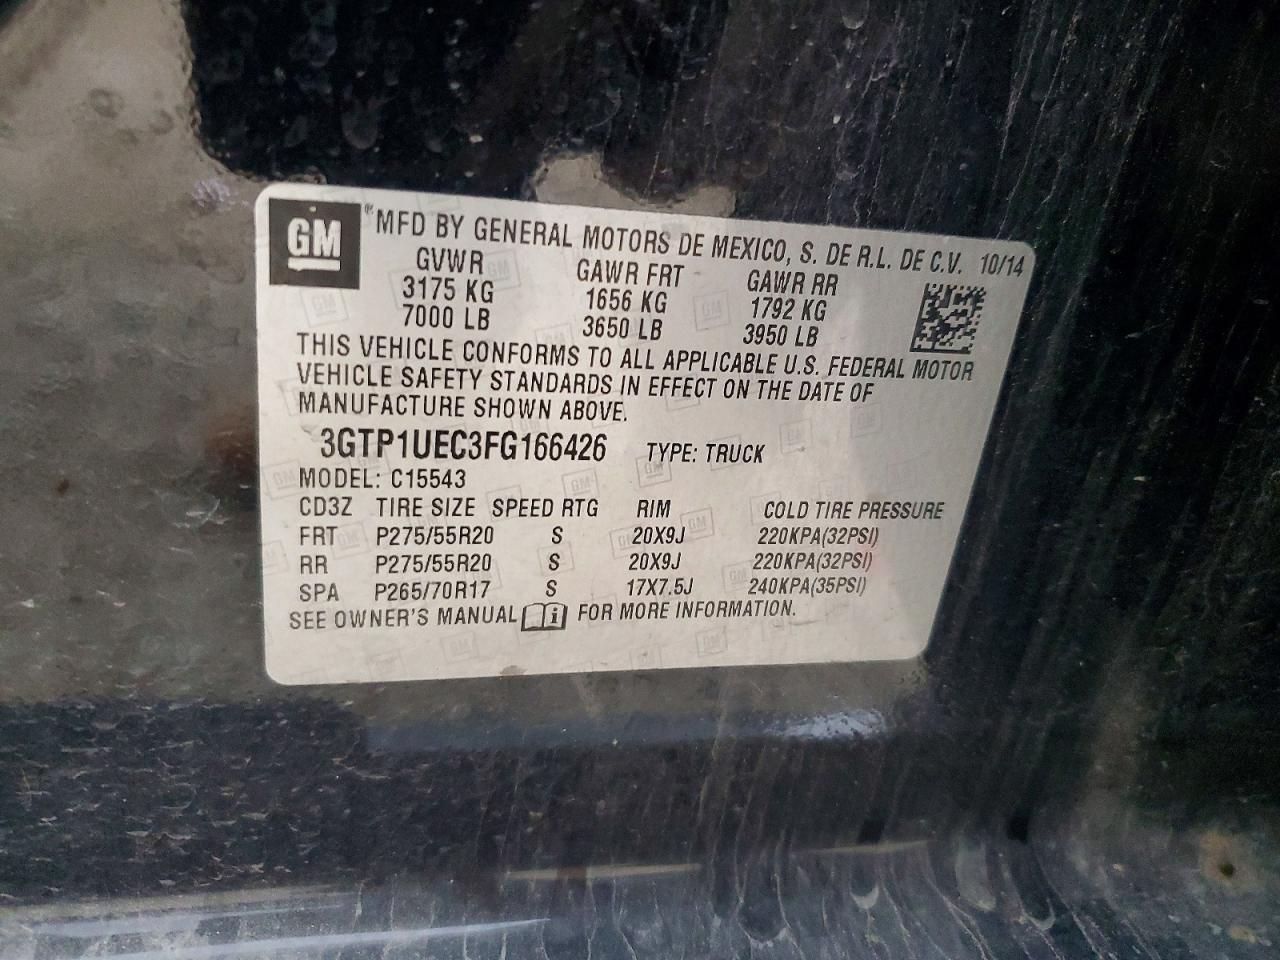 GM ® MFD BY GENERAL MOTORS DE MEXICO, S. DE R.L. DE C.V. 10/14
GVWR GAWR FRT GAWR RR
3175 KG 1656 KG 1792 KG
7000 LB 3650 LB 3950 LB
THIS VEHICLE CONFORMS TO ALL APPLICABLE U.S. FEDERAL MOTOR
VEHICLE SAFETY STANDARDS IN EFFECT ON THE DATE OF
MANUFACTURE SHOWN ABOVE.
3GTP1UEC3FG166426 TYPE: TRUCK
MODEL: C15543
CD3Z TIRE SIZE SPEED RTG RIM COLD TIRE PRESSURE
FRT P275/55R20 S 20X9J 220KPA(32PSI)
RR P275/55R20 S 20X9J 220KPA(32PSI)
SPA P265/70R17 S 17X7.5J 240KPA(35PSI)
SEE OWNER'S MANUAL i FOR MORE INFORMATION.